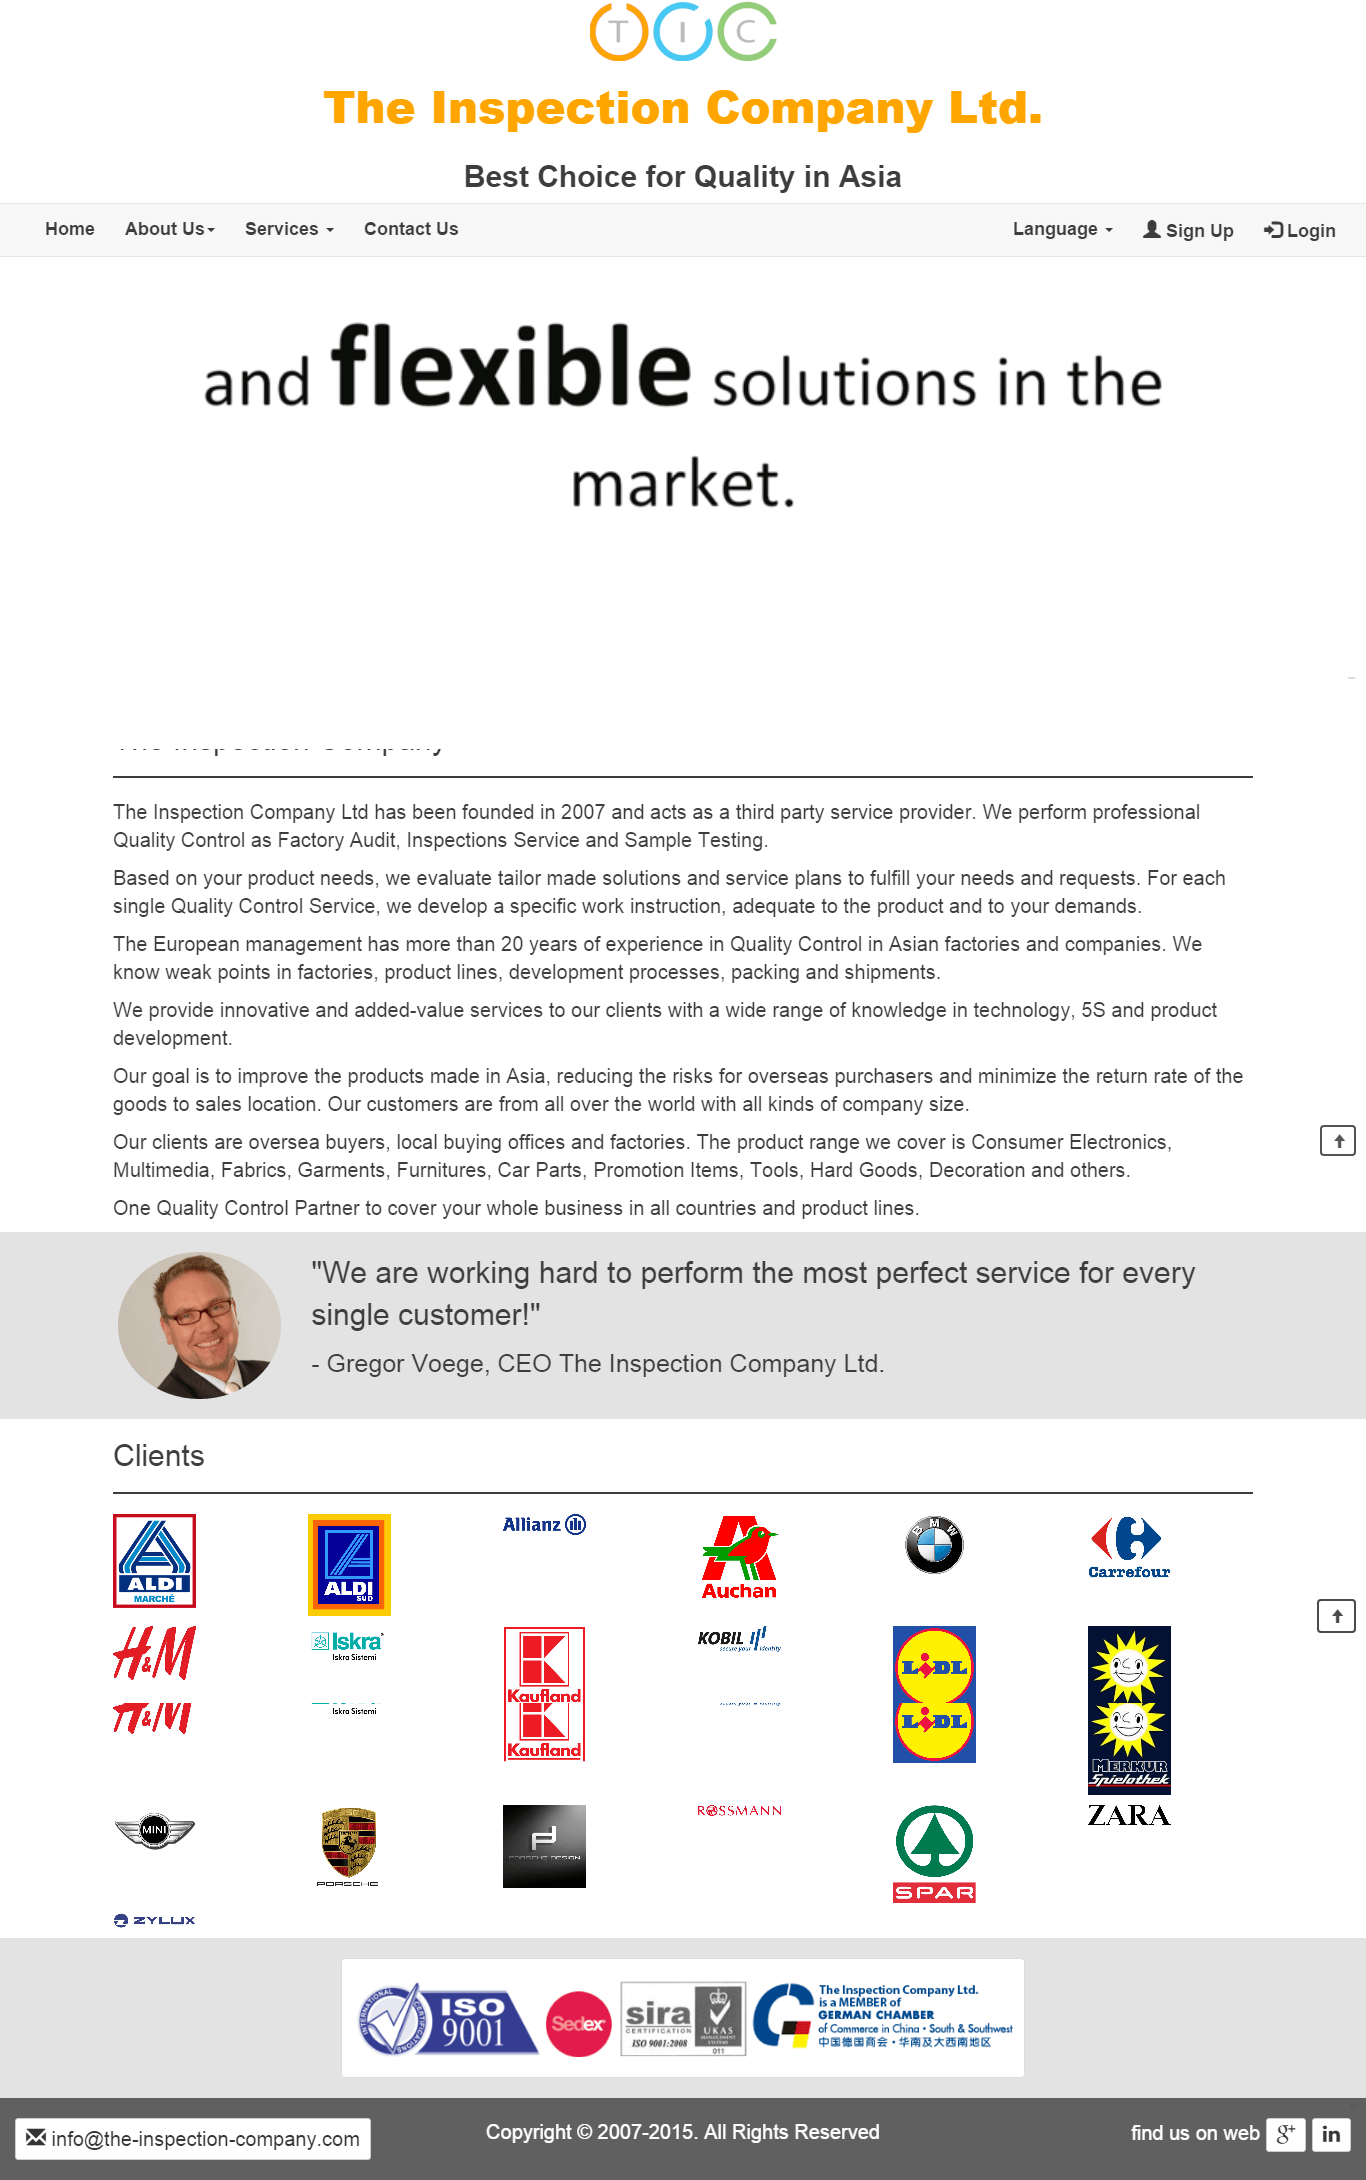 T I C
The Inspection Company Ltd.
Best Choice for Quality in Asia
Home About Us Services Contact Us Language Sign Up Login
and flexible solutions in the
market.
The Inspection Company
The Inspection Company Ltd has been founded in 2007 and acts as a third party service provider. We perform professional
Quality Control as Factory Audit, Inspections Service and Sample Testing.
Based on your product needs, we evaluate tailor made solutions and service plans to fulfill your needs and requests. For each
single Quality Control Service, we develop a specific work instruction, adequate to the product and to your demands.
The European management has more than 20 years of experience in Quality Control in Asian factories and companies. We
know weak points in factories, product lines, development processes, packing and shipments.
We provide innovative and added-value services to our clients with a wide range of knowledge in technology, 5S and product
development.
Our goal is to improve the products made in Asia, reducing the risks for overseas purchasers and minimize the return rate of the
goods to sales location. Our customers are from all over the world with all kinds of company size.
Our clients are oversea buyers, local buying offices and factories. The product range we cover is Consumer Electronics,
Multimedia, Fabrics, Garments, Furnitures, Car Parts, Promotion Items, Tools, Hard Goods, Decoration and others.
One Quality Control Partner to cover your whole business in all countries and product lines.
"We are working hard to perform the most perfect service for every
single customer!"
- Gregor Voege, CEO The Inspection Company Ltd.
Clients
ALDI
MARCHÉ
ALDI
SÜD
Allianz
Auchan
BMW
Carrefour
H&M
Iskra
Iskra Sistemi
Kaufland
KOBIL
secure your identity
LIDL
H&M
Iskra Sistemi
Kaufland
LIDL
MERKUR
Spielothek
MINI
PORSCHE
PORSCHE DESIGN
ROSSMANN
SPAR
ZARA
ZYLUX
INTERNATIONAL CERTIFICATIONS
ISO
9001
Sedex
sira
CERTIFICATION
ISO 9001:2008
UKAS
MANAGEMENT
SYSTEMS
011
The Inspection Company Ltd.
is a MEMBER of
GERMAN CHAMBER
of Commerce in China • South & Southwest
中国德国商会・华南及大西南地区
info@the-inspection-company.com
Copyright © 2007-2015. All Rights Reserved
find us on web g+ in